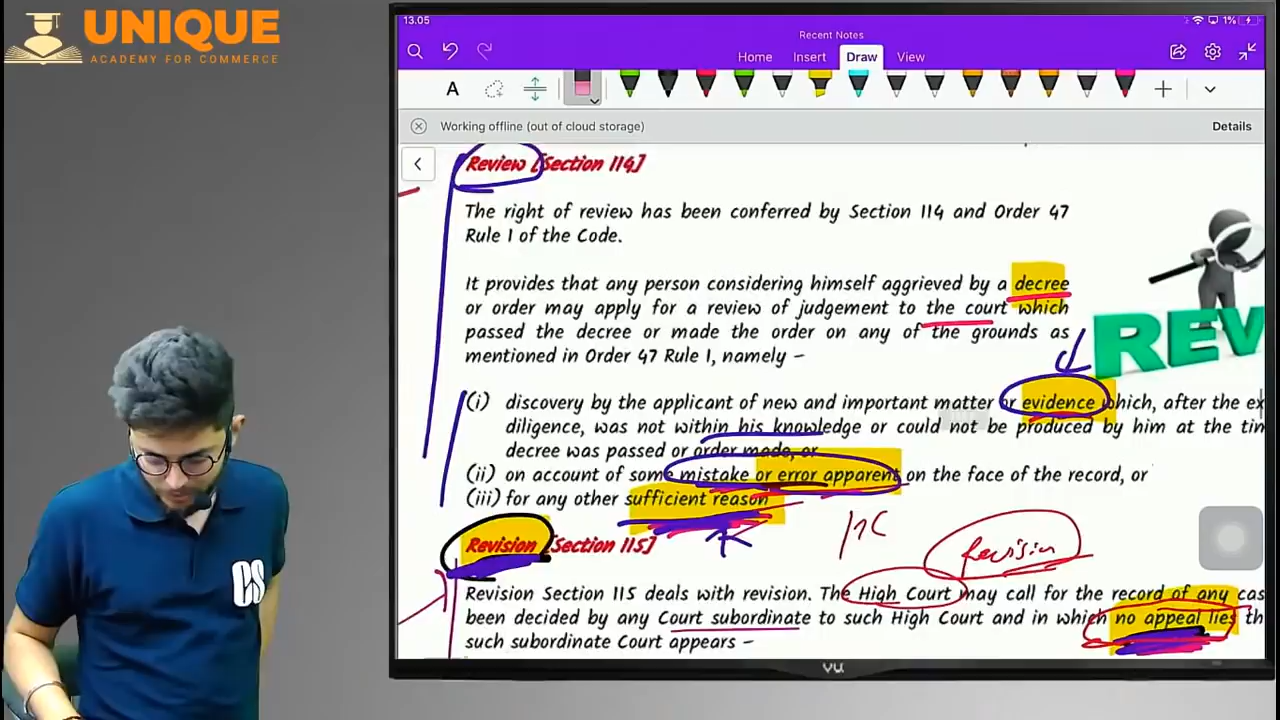 UNIQUE
ACADEMY FOR COMMERCE
13.05
1%
Recent Notes
Home Insert Draw View
A
Working offline (out of cloud storage) Details
Review [Section 114]
The right of review has been conferred by Section 114 and Order 47
Rule 1 of the Code.
It provides that any person considering himself aggrieved by a decree
or order may apply for a review of judgement to the court which
passed the decree or made the order on any of the grounds as
mentioned in Order 47 Rule 1, namely –
REV
(i) discovery by the applicant of new and important matter or evidence which, after the ex
diligence, was not within his knowledge or could not be produced by him at the tim
decree was passed or order made, or
(ii) on account of some mistake or error apparent on the face of the record, or
(iii) for any other sufficient reason
Revision
Revision [Section 115]
Revision Section 115 deals with revision. The High Court may call for the record of any cas
been decided by any Court subordinate to such High Court and in which no appeal lies th
such subordinate Court appears –
CS
VU